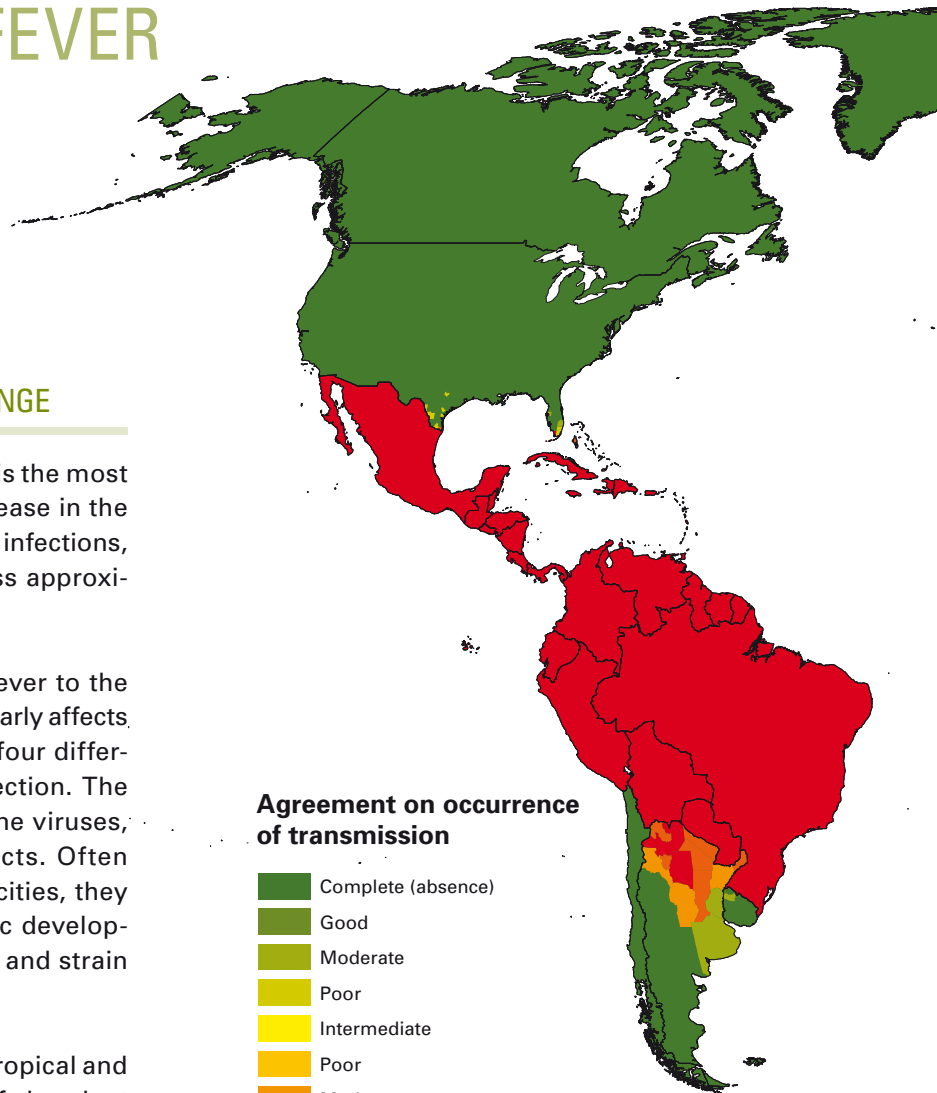 FEVER
NGE
is the most
ease in the
infections,
ss approxi-
ever to the
arly affects
four differ-
ection. The
he viruses,
cts. Often
cities, they
c develop-
and strain
ropical and
Agreement on occurrence
of transmission
Complete (absence)
Good
Moderate
Poor
Intermediate
Poor